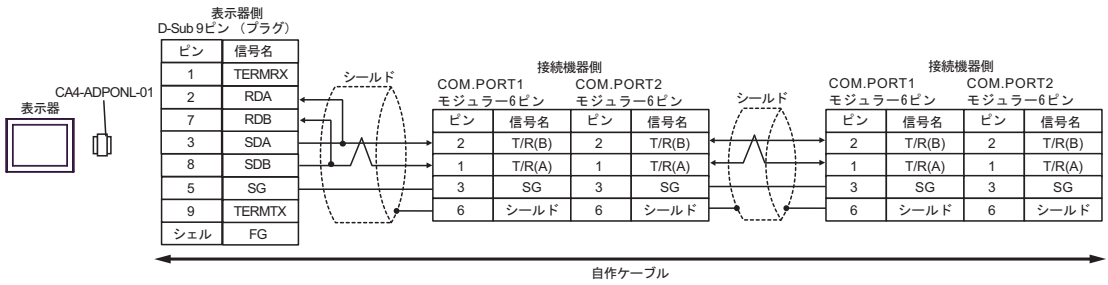 表示器側
D-Sub 9ピン （プラグ）
CA4-ADPONL-01
表示器
ピン 信号名
1 TERMRX
2 RDA
7 RDB
3 SDA
8 SDB
5 SG
9 TERMTX
シェル FG
シールド
接続機器側
COM.PORT1 COM.PORT2
モジュラー6ピン モジュラー6ピン
ピン 信号名 ピン 信号名
2 T/R(B) 2 T/R(B)
1 T/R(A) 1 T/R(A)
3 SG 3 SG
6 シールド 6 シールド
シールド
接続機器側
COM.PORT1 COM.PORT2
モジュラー6ピン モジュラー6ピン
ピン 信号名 ピン 信号名
2 T/R(B) 2 T/R(B)
1 T/R(A) 1 T/R(A)
3 SG 3 SG
6 シールド 6 シールド
自作ケーブル